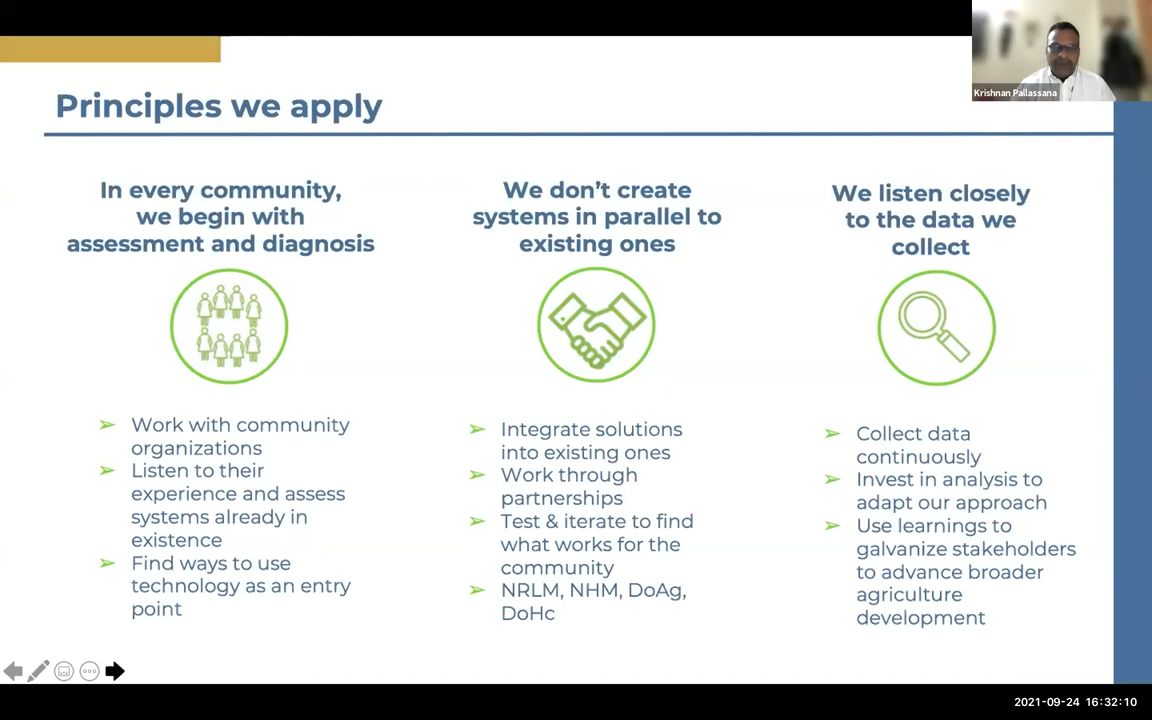 Krishnan Pallassana
Principles we apply
In every community,
we begin with
assessment and diagnosis
➢ Work with community
organizations
➢ Listen to their
experience and assess
systems already in
existence
➢ Find ways to use
technology as an entry
point
We don’t create
systems in parallel to
existing ones
➢ Integrate solutions
into existing ones
➢ Work through
partnerships
➢ Test & iterate to find
what works for the
community
➢ NRLM, NHM, DoAg,
DoHc
We listen closely
to the data we
collect
➢ Collect data
continuously
➢ Invest in analysis to
adapt our approach
➢ Use learnings to
galvanize stakeholders
to advance broader
agriculture
development
2021-09-24 16:32:10